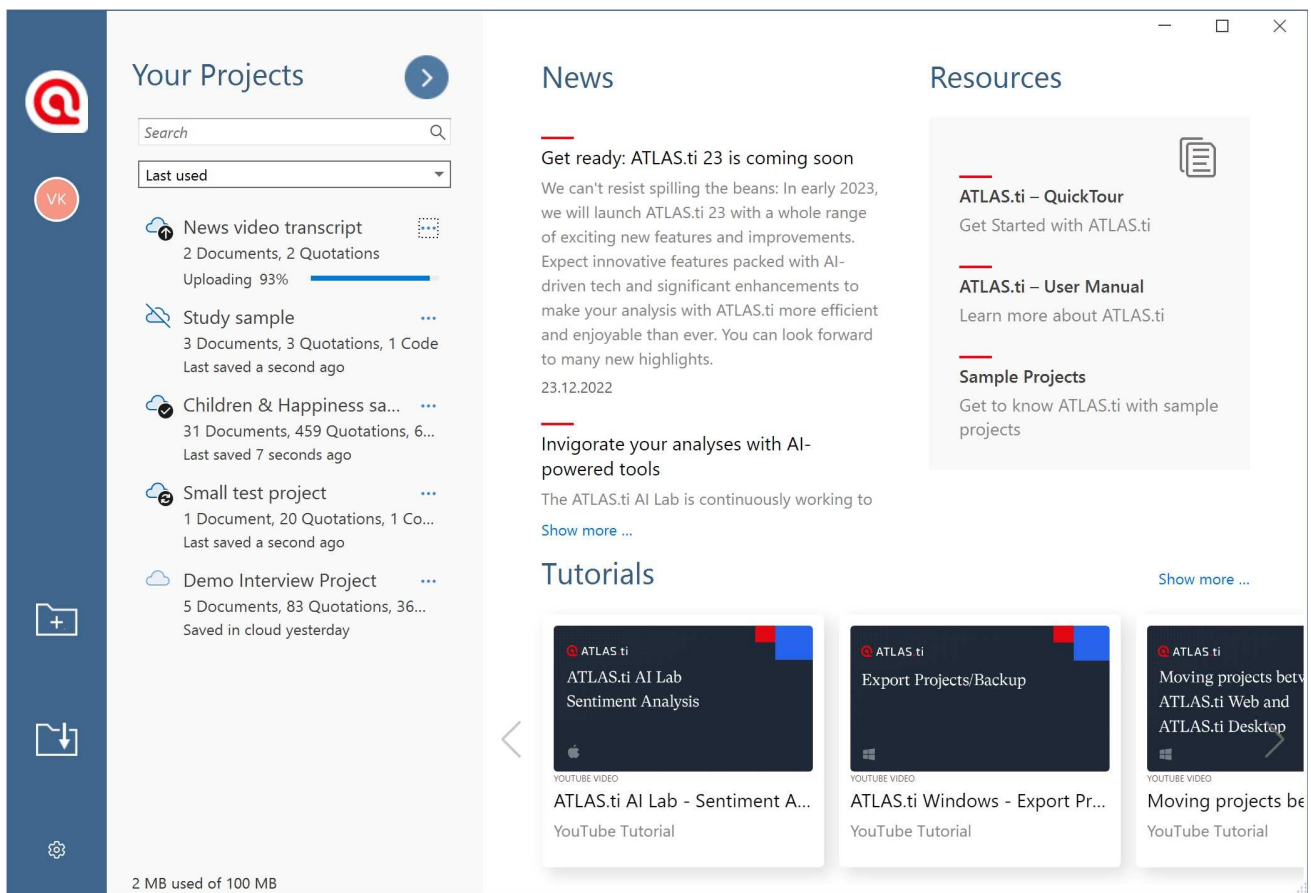 Your Projects
Search
Last used
VK
News video transcript
2 Documents, 2 Quotations
Uploading 93%
Study sample
3 Documents, 3 Quotations, 1 Code
Last saved a second ago
Children & Happiness sa...
31 Documents, 459 Quotations, 6...
Last saved 7 seconds ago
Small test project
1 Document, 20 Quotations, 1 Co...
Last saved a second ago
Demo Interview Project
5 Documents, 83 Quotations, 36...
Saved in cloud yesterday
2 MB used of 100 MB
News
Get ready: ATLAS.ti 23 is coming soon
We can't resist spilling the beans: In early 2023,
we will launch ATLAS.ti 23 with a whole range
of exciting new features and improvements.
Expect innovative features packed with AI-
driven tech and significant enhancements to
make your analysis with ATLAS.ti more efficient
and enjoyable than ever. You can look forward
to many new highlights.
23.12.2022
Invigorate your analyses with AI-
powered tools
The ATLAS.ti AI Lab is continuously working to
Show more ...
Resources
ATLAS.ti – QuickTour
Get Started with ATLAS.ti
ATLAS.ti – User Manual
Learn more about ATLAS.ti
Sample Projects
Get to know ATLAS.ti with sample
projects
Tutorials
Show more ...
ATLAS.ti
ATLAS.ti AI Lab
Sentiment Analysis
YOUTUBE VIDEO
ATLAS.ti AI Lab - Sentiment A...
YouTube Tutorial
ATLAS.ti
Export Projects/Backup
YOUTUBE VIDEO
ATLAS.ti Windows - Export Pr...
YouTube Tutorial
ATLAS.ti
Moving projects betw
ATLAS.ti Web and
ATLAS.ti Desktop
YOUTUBE VIDEO
Moving projects be
YouTube Tutorial